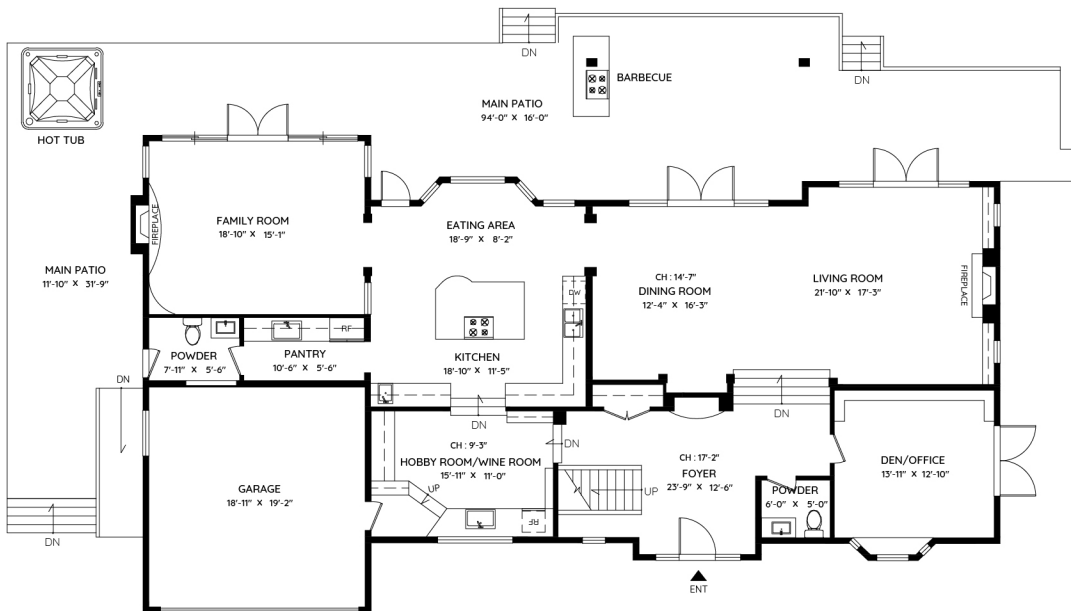 DN
BARBECUE
DN
MAIN PATIO
94'-0" X 16'-0"
HOT TUB
FAMILY ROOM
18'-10" X 15'-1"
FIREPLACE
EATING AREA
18'-9" X 8'-2"
MAIN PATIO
11'-10" X 31'-9"
CH : 14'-7"
DINING ROOM
12'-4" X 16'-3"
LIVING ROOM
21'-10" X 17'-3"
FIREPLACE
DW
RF
POWDER
7'-11" X 5'-6"
PANTRY
10'-6" X 5'-6"
KITCHEN
18'-10" X 11'-5"
DN
DN
DN
CH : 9'-3"
HOBBY ROOM/WINE ROOM
15'-11" X 11'-0"
DN
UP
RF
CH : 17'-2"
FOYER
23'-9" X 12'-6"
UP
DEN/OFFICE
13'-11" X 12'-10"
POWDER
6'-0" X 5'-0"
GARAGE
18'-11" X 19'-2"
DN
ENT